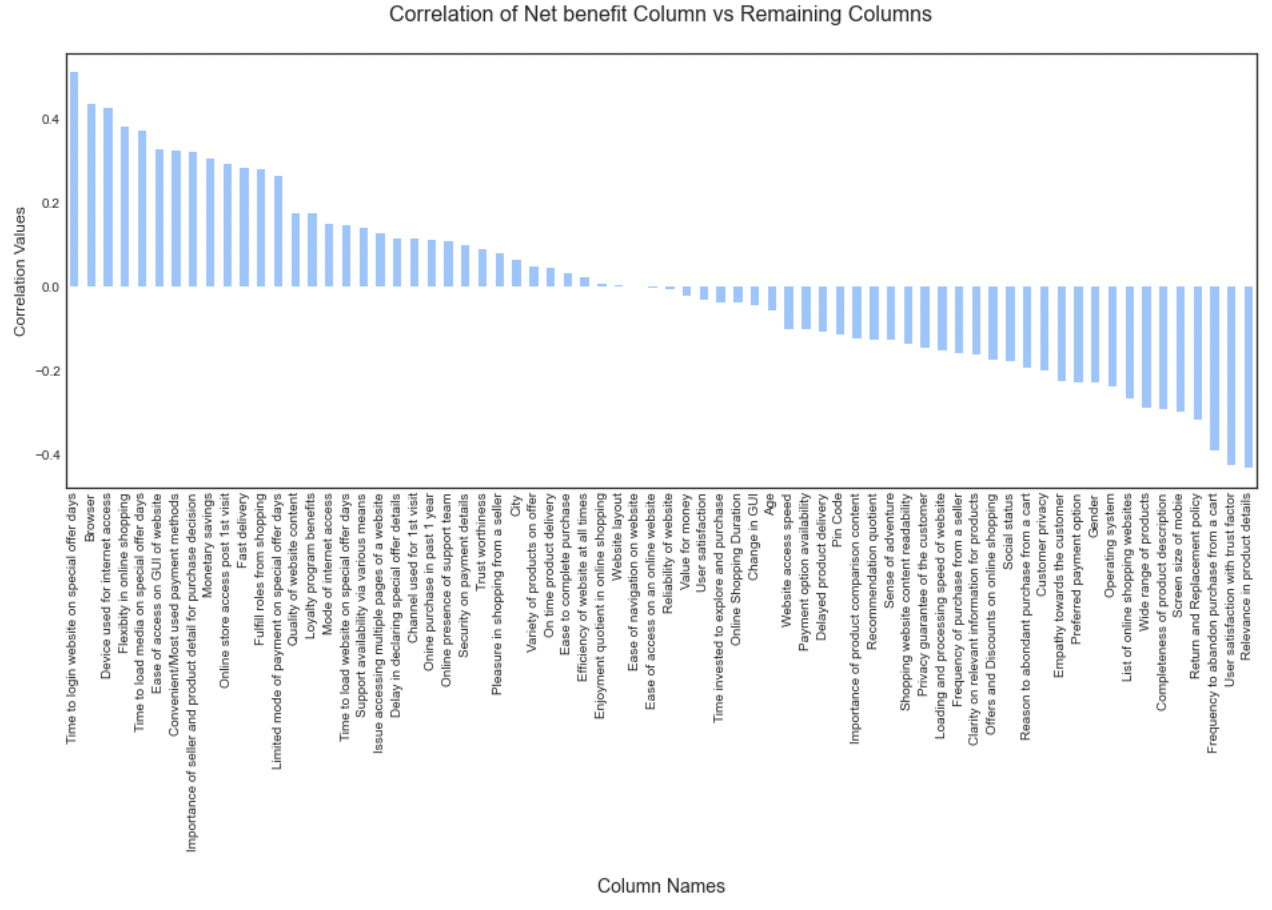 Correlation of Net benefit Column vs Remaining Columns
Correlation Values
0.4
0.2
0.0
−0.2
−0.4
Time to login website on special offer days
Browser
Device used for internet access
Flexibity in online shopping
Time to load media on special offer days
Ease of access on GUI of website
Convenient/Most used payment methods
Importance of seller and product detail for purchase decision
Monetary savings
Online store access post 1st visit
Fast delivery
Fulfill roles from shopping
Limited mode of payment on special offer days
Quality of website content
Loyalty program benefits
Mode of internet access
Time to load website on special offer days
Support availability via various means
Issue accessing multiple pages of a website
Delay in declaring special offer details
Channel used for 1st visit
Onine purchase in past 1 year
Online presence of support team
Security on payment details
Trust worthiness
Pleasure in shopping from a seller
City
Variety of products on offer
On time product delivery
Ease to complete purchase
Efficiency of website at all times
Enjoyment quotient in online shopping
Website layout
Ease of navigation on website
Ease of access on an online website
Reliability of website
Value for money
User satisfaction
Time invested to explore and purchase
Online Shopping Duration
Change in GUI
Age
Website access speed
Payment option availability
Delayed product delivery
Pin Code
Importance of product comparison content
Recommendation quotient
Sense of adventure
Shopping website content readability
Privacy guarantee of the customer
Loading and processing speed of website
Frequency of purchase from a seller
Clarity on relevant information for products
Offers and Discounts on online shopping
Social status
Reason to abondant purchase from a cart
Customer privacy
Empathy towards the customer
Preferred payment option
Gender
Operating system
List of online shopping websites
Wide range of products
Completeness of product description
Screen size of mobie
Return and Replacement policy
Frequency to abandon purchase from a cart
User satisfaction with trust factor
Relevance in product details
Column Names